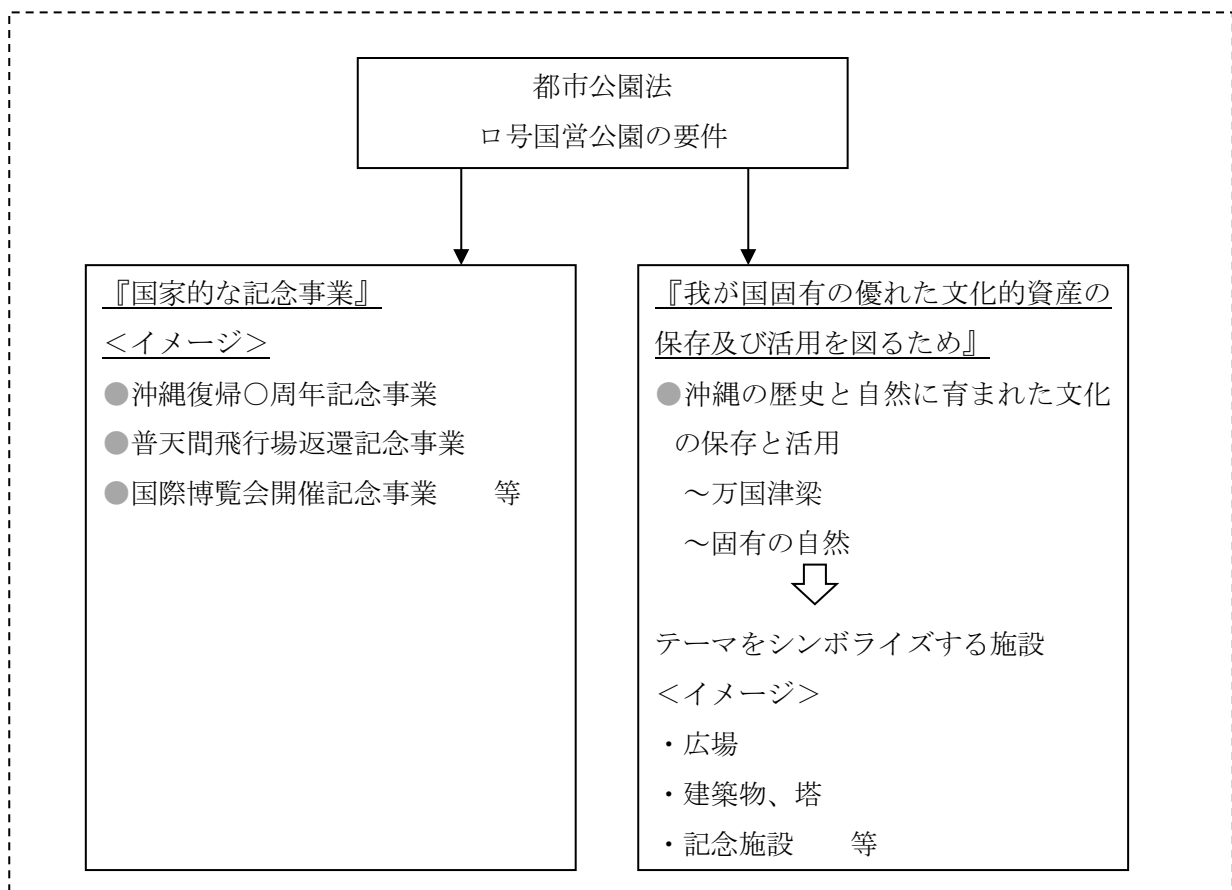 都市公園法
ロ号国営公園の要件
『国家的な記念事業』
＜イメージ＞
●沖縄復帰〇周年記念事業
●普天間飛行場返還記念事業
●国際博覧会開催記念事業　　等
『我が国固有の優れた文化的資産の
保存及び活用を図るため』
●沖縄の歴史と自然に育まれた文化
の保存と活用
～万国津梁
～固有の自然
テーマをシンボライズする施設
＜イメージ＞
・広場
・建築物、塔
・記念施設　　等